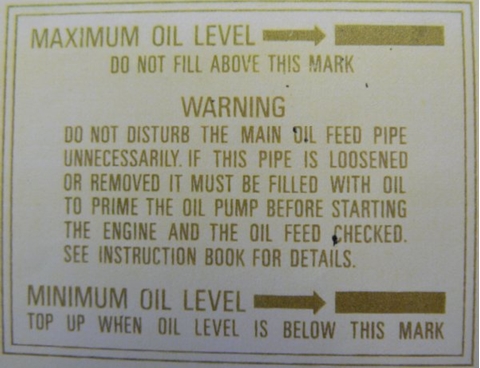 MAXIMUM OIL LEVEL
DO NOT FILL ABOVE THIS MARK
WARNING
DO NOT DISTURB THE MAIN OIL FEED PIPE
UNNECESSARILY. IF THIS PIPE IS LOOSENED
OR REMOVED IT MUST BE FILLED WITH OIL
TO PRIME THE OIL PUMP BEFORE STARTING
THE ENGINE AND THE OIL FEED CHECKED.
SEE INSTRUCTION BOOK FOR DETAILS.
MINIMUM OIL LEVEL
TOP UP WHEN OIL LEVEL IS BELOW THIS MARK